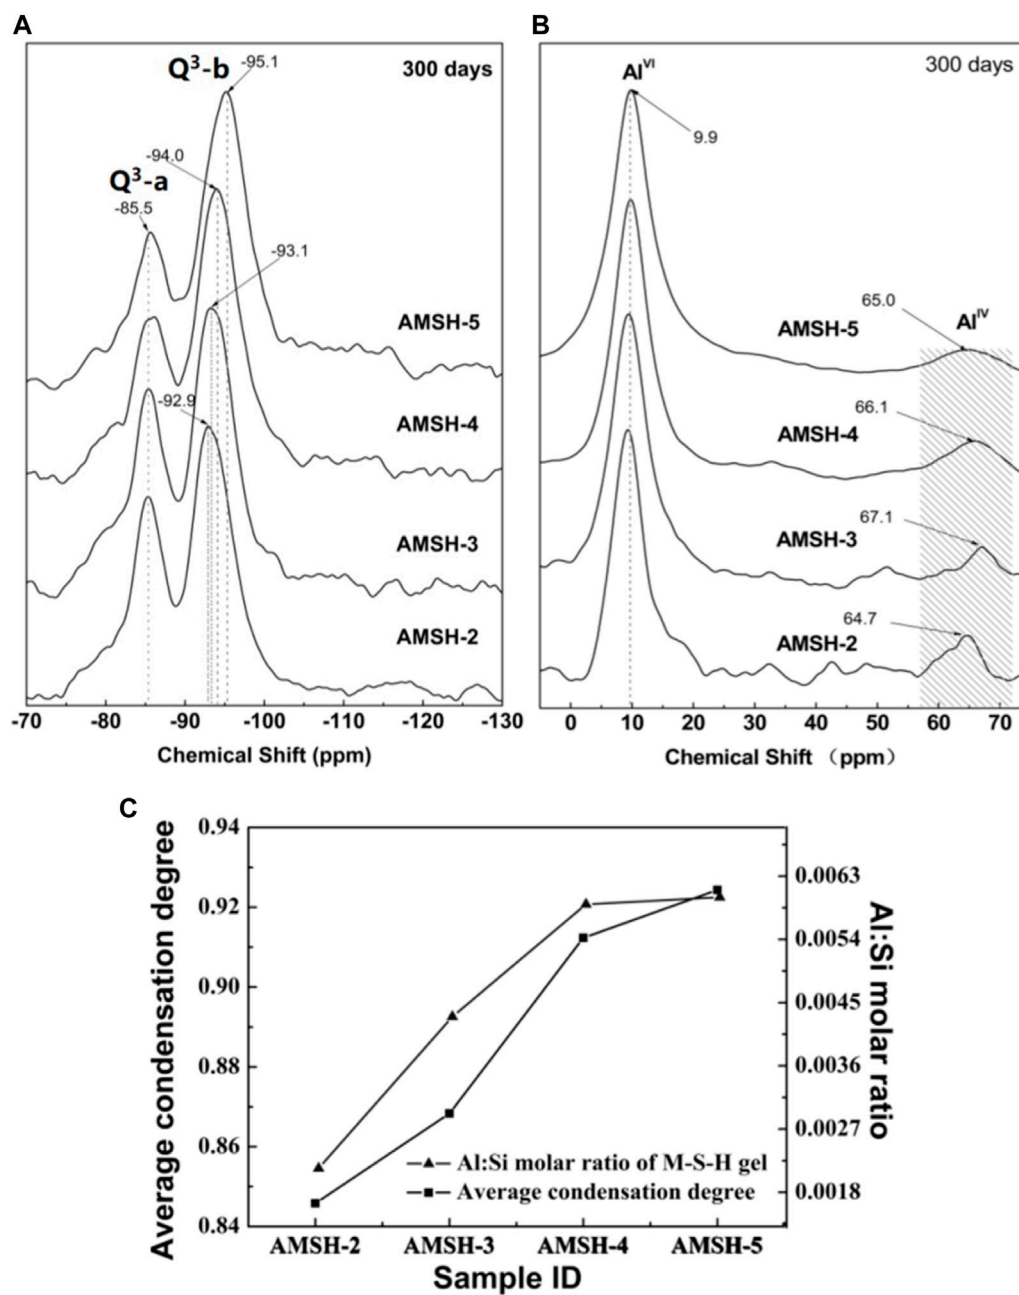 A
Q³-b
-95.1
300 days
-94.0
Q³-a
-85.5
-93.1
AMSH-5
-92.9
AMSH-4
AMSH-3
AMSH-2
-70 -80 -90 -100 -110 -120 -130
Chemical Shift (ppm)
B
Al^VI
300 days
9.9
65.0
Al^IV
AMSH-5
66.1
AMSH-4
67.1
AMSH-3
64.7
AMSH-2
0 10 20 30 40 50 60 70
Chemical Shift （ppm）
C
Average condensation degree
0.94
0.92
0.90
0.88
0.86
0.84
Al:Si molar ratio of M-S-H gel
Average condensation degree
0.0063
0.0054
0.0045
0.0036
0.0027
0.0018
Al:Si molar ratio
AMSH-2 AMSH-3 AMSH-4 AMSH-5
Sample ID